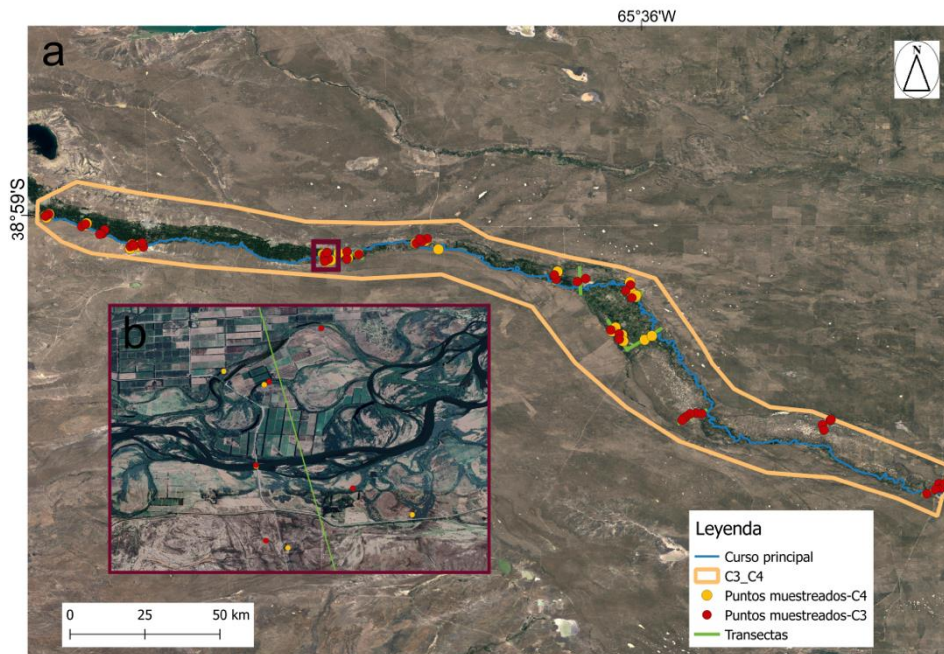 65°36'W
a
N
38°59'S
b
Leyenda
Curso principal
C3_C4
Puntos muestreados-C4
Puntos muestreados-C3
Transectas
0 25 50 km